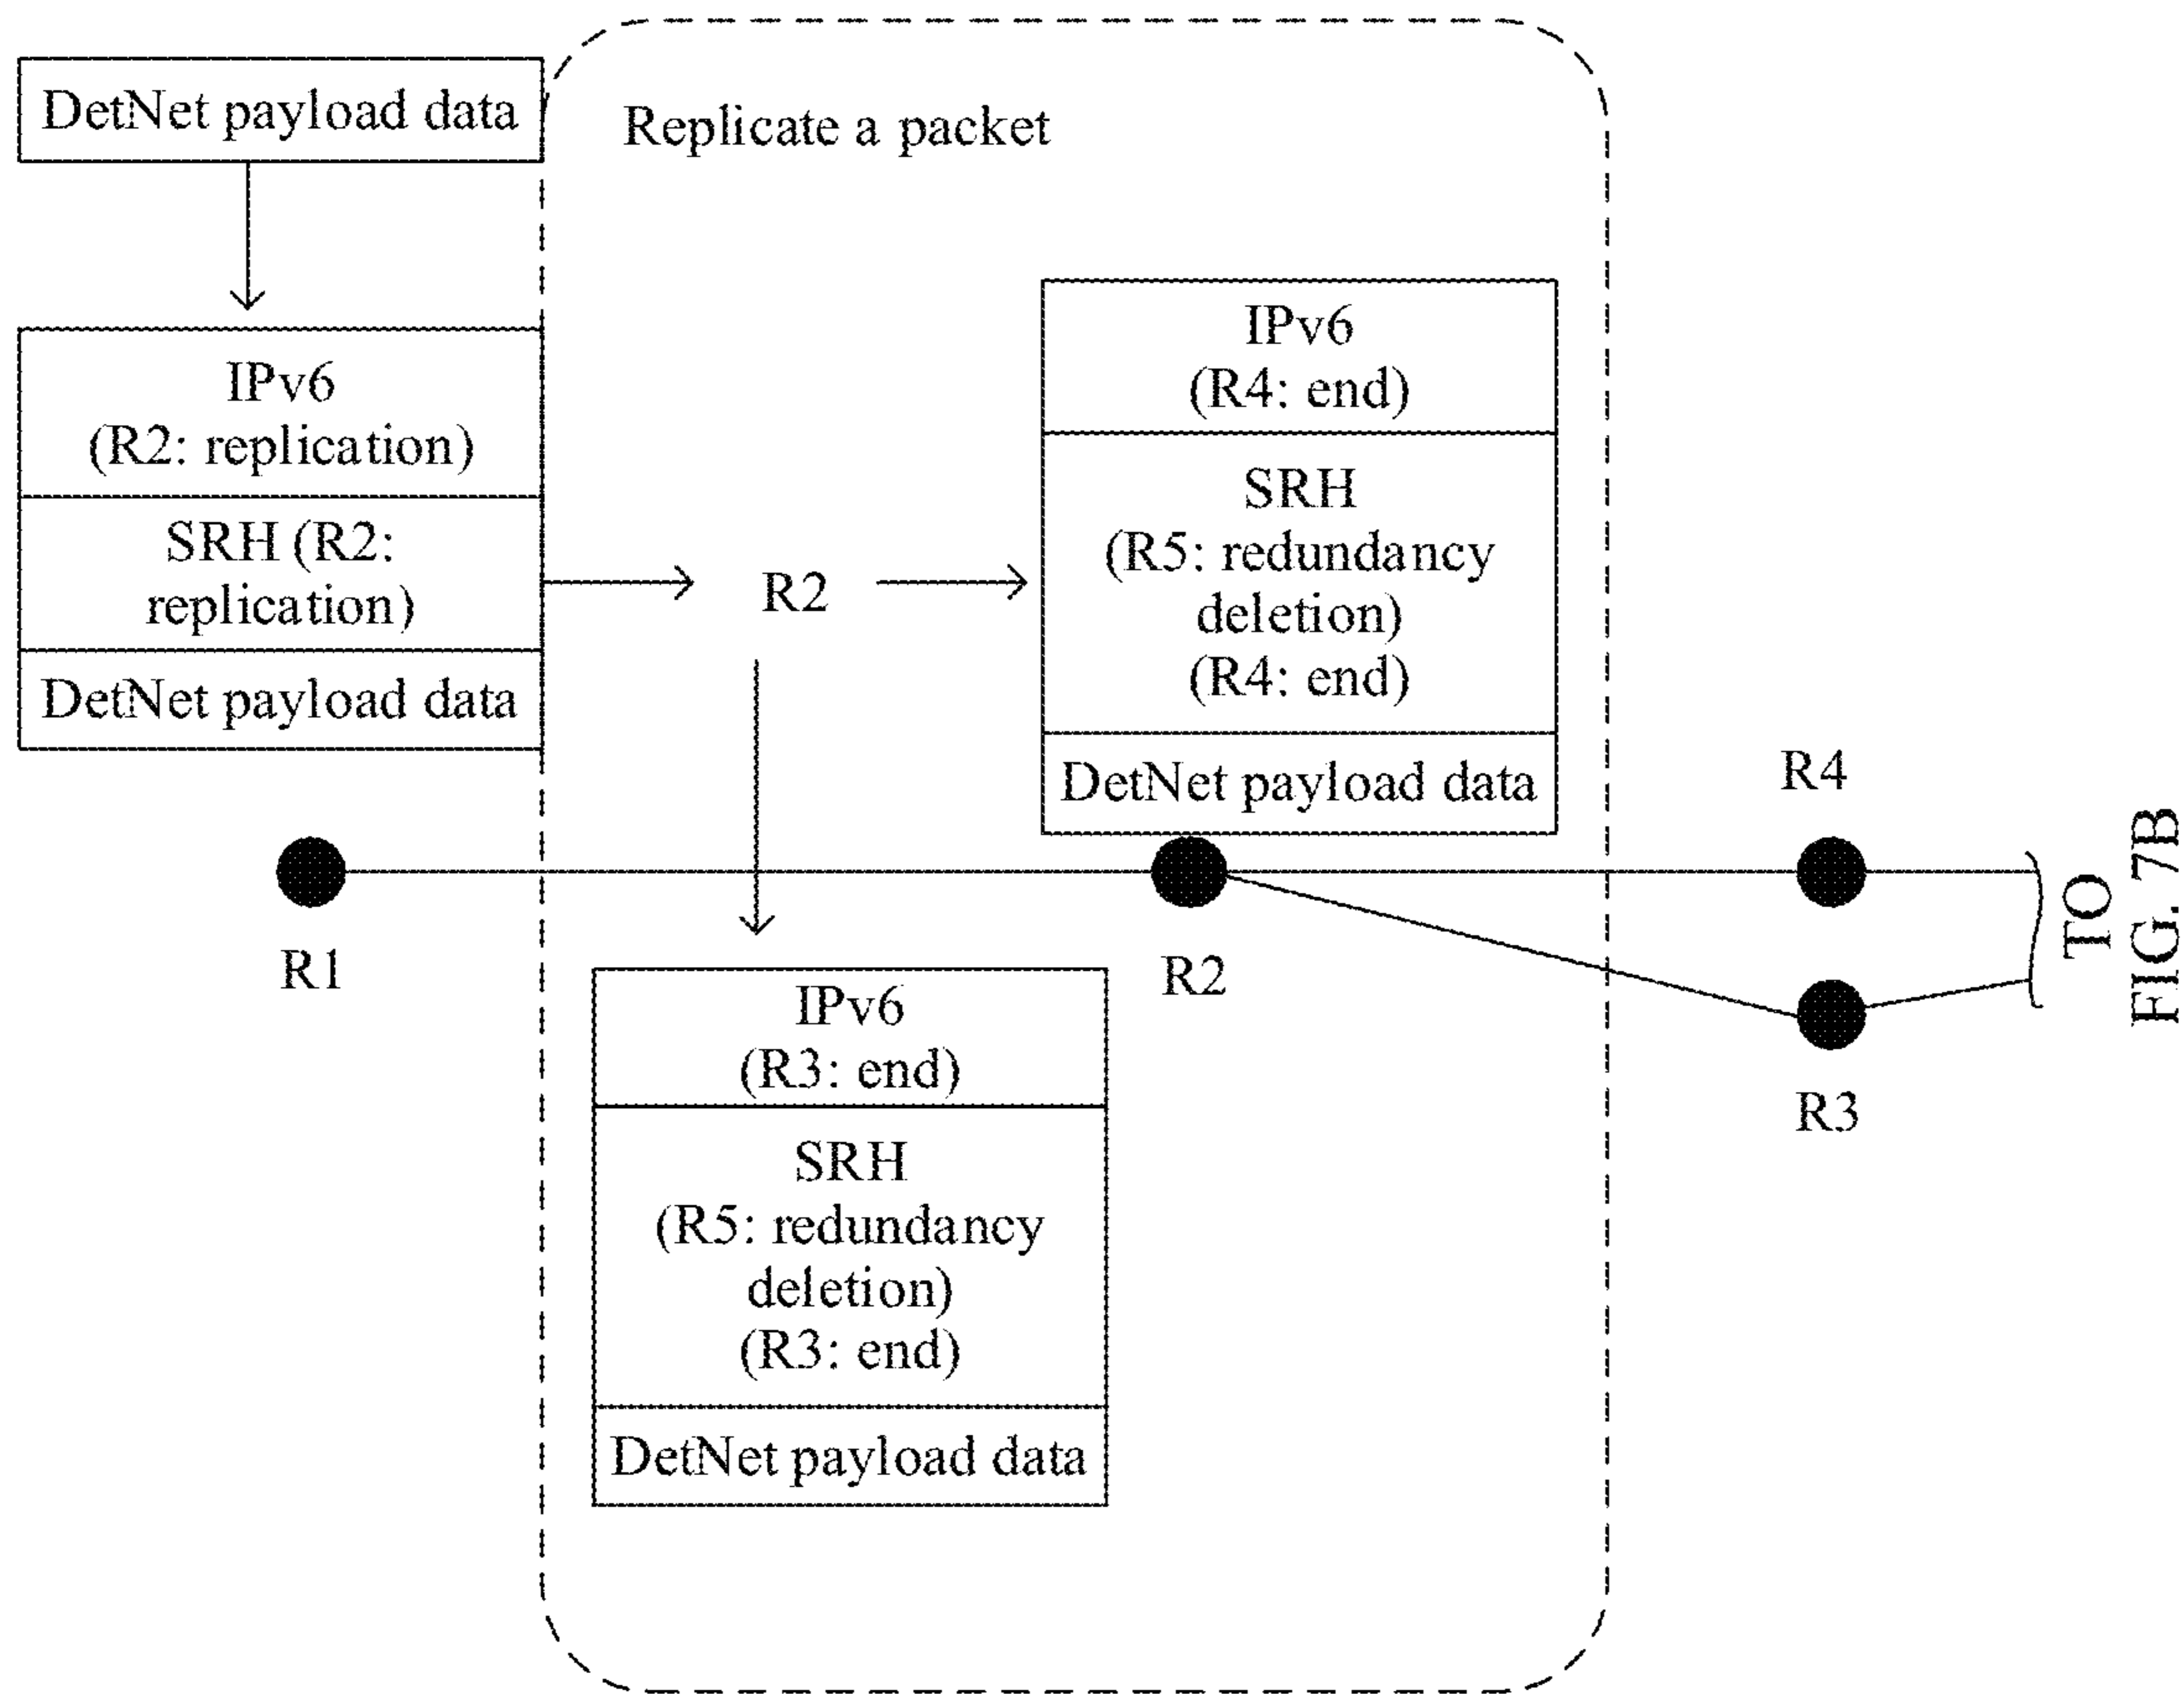 DetNet payload data
Replicate a packet
IPv6
(R2: replication)
SRH (R2:
replication)
DetNet payload data
R2
IPv6
(R4: end)
SRH
(R5: redundancy
deletion)
(R4: end)
DetNet payload data
R1
R2
R4
R3
TO
FIG. 7B
IPv6
(R3: end)
SRH
(R5: redundancy
deletion)
(R3: end)
DetNet payload data